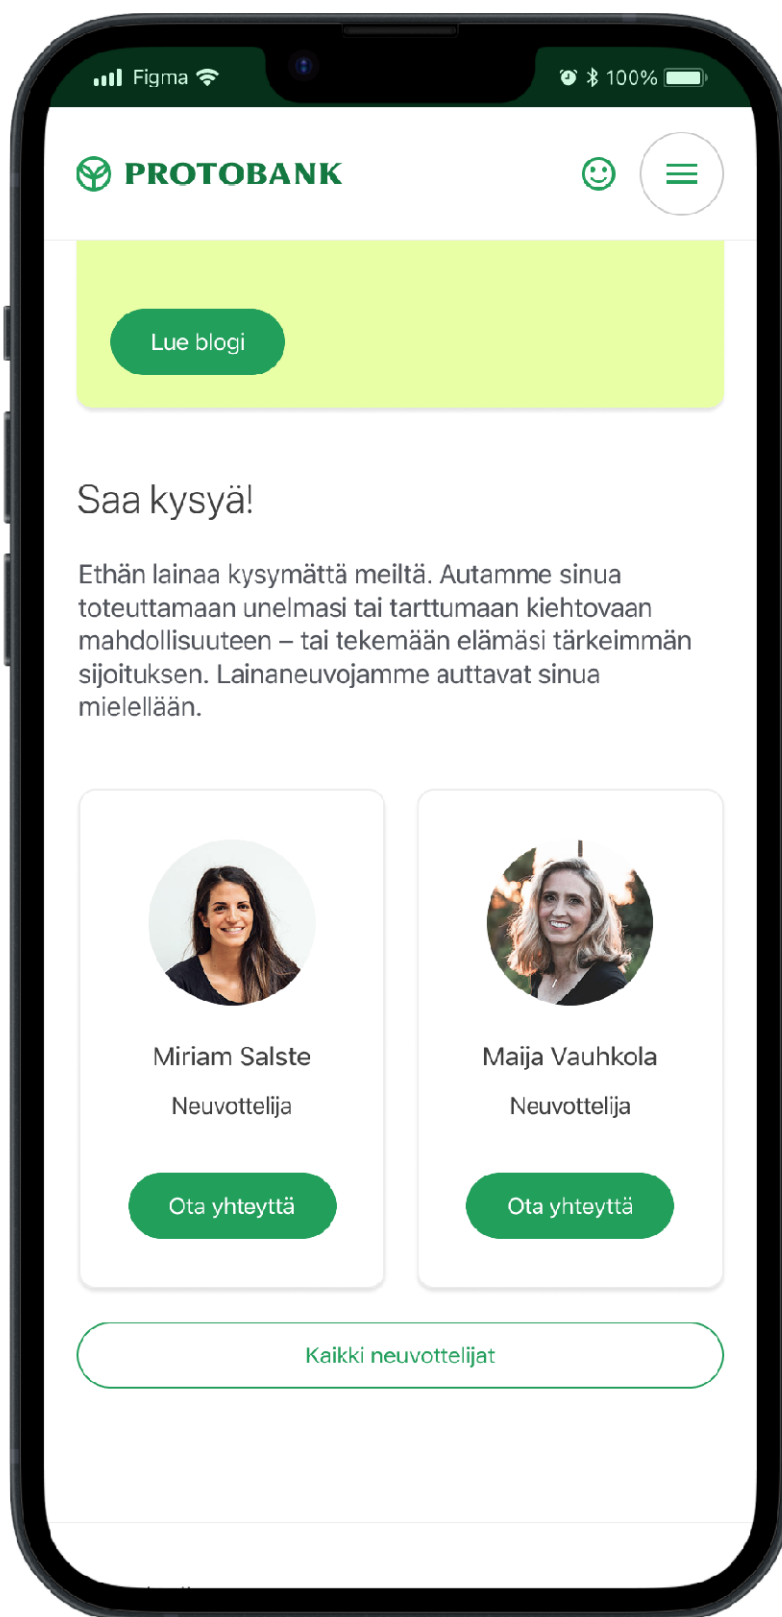 Figma
100%
PROTOBANK
Lue blogi
Saa kysyä!
Ethän lainaa kysymättä meiltä. Autamme sinua
toteuttamaan unelmasi tai tarttumaan kiehtovaan
mahdollisuuteen – tai tekemään elämäsi tärkeimmän
sijoituksen. Lainaneuvojamme auttavat sinua
mielellään.
Miriam Salste
Maija Vauhkola
Neuvottelija
Neuvottelija
Ota yhteyttä
Ota yhteyttä
Kaikki neuvottelijat